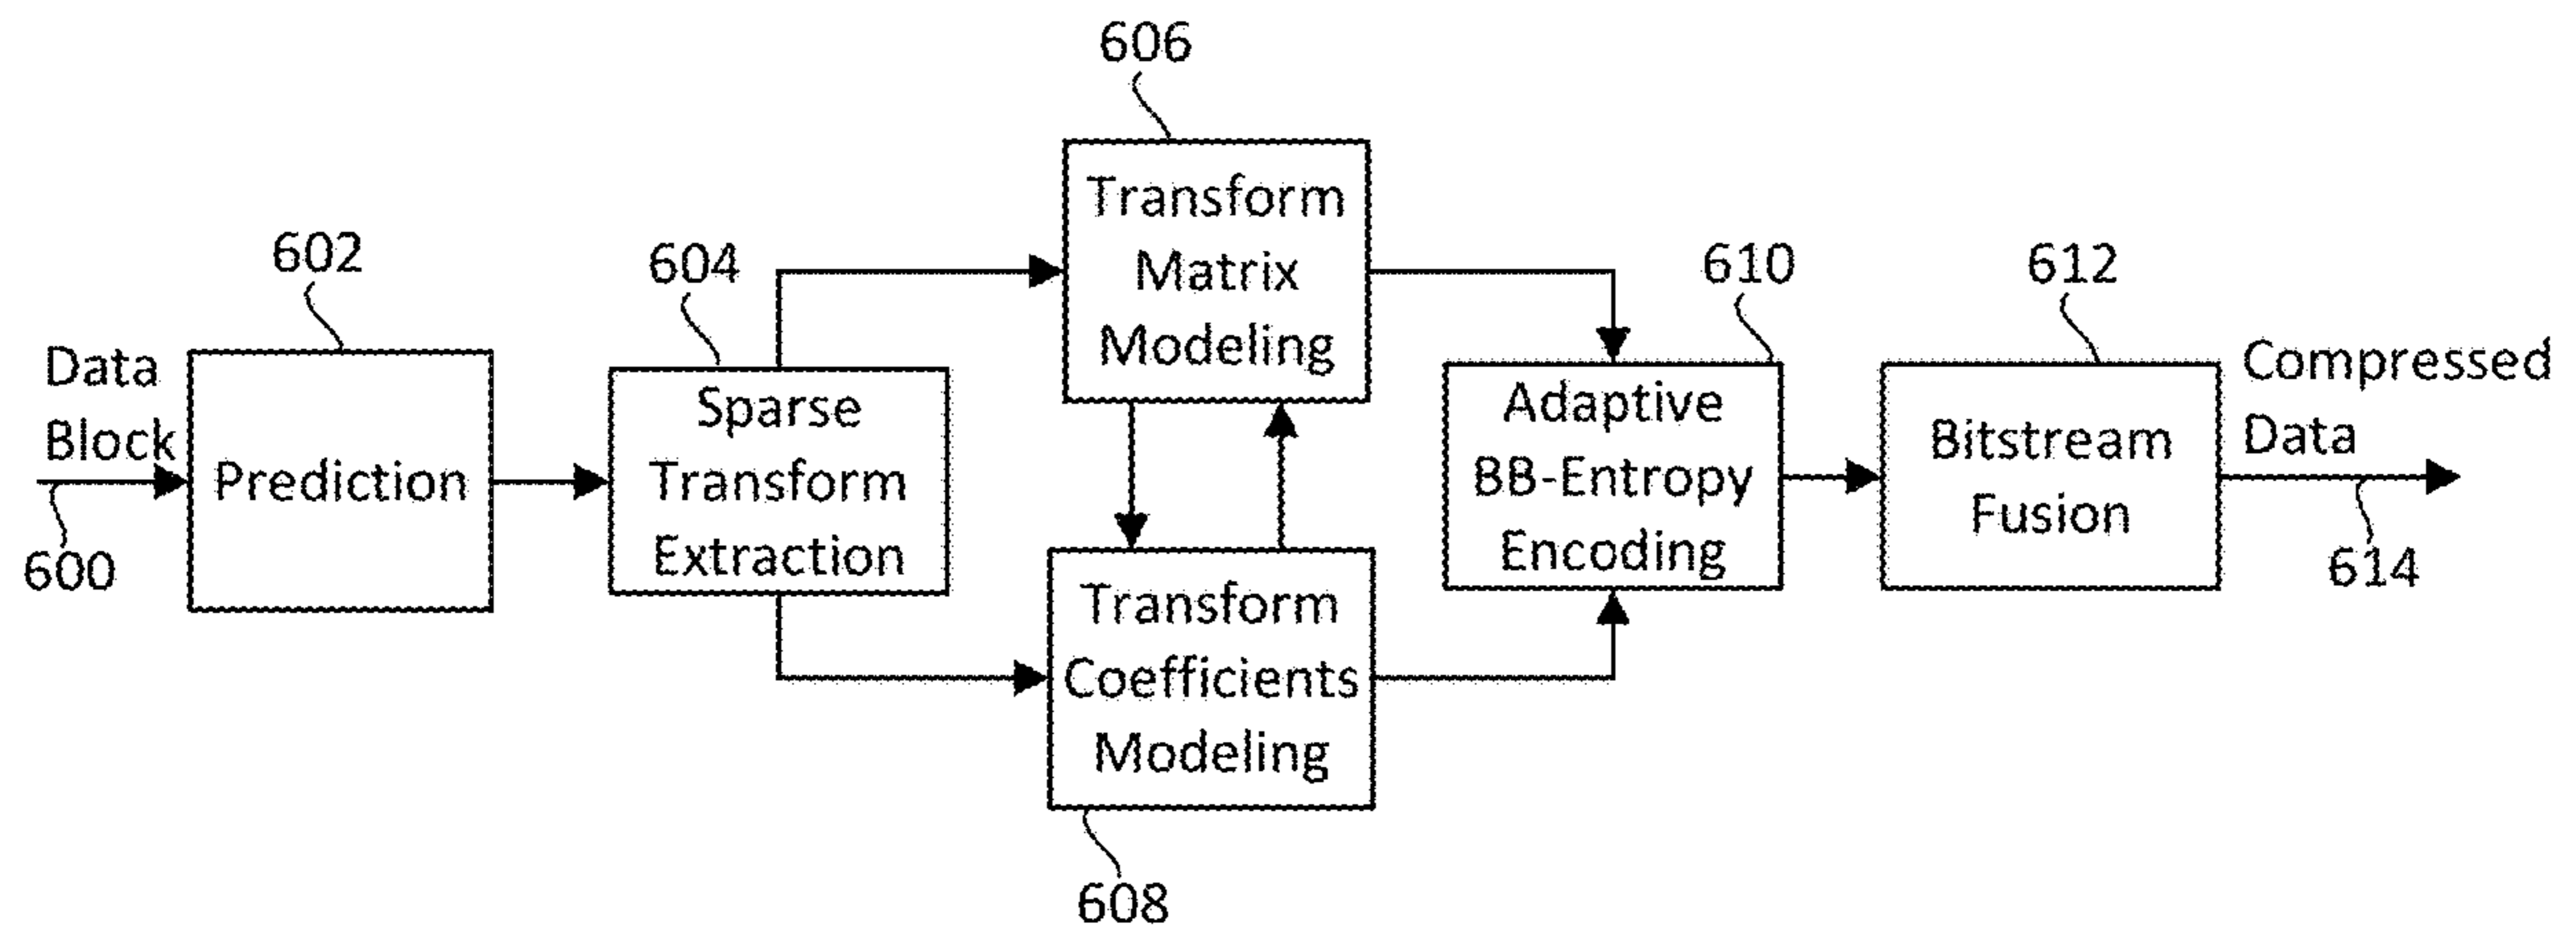 606
Transform
Matrix
Modeling
602
604
610
612
Data
Block
600
Prediction
Sparse
Transform
Extraction
Adaptive
BB-Entropy
Encoding
Bitstream
Fusion
Compressed
Data
614
Transform
Coefficients
Modeling
608